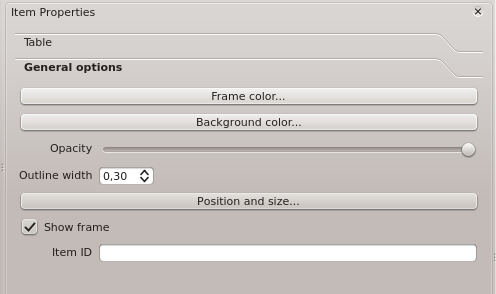 Item Properties
Table
General options
Frame color...
Background color...
Opacity
Outline width 0,30
Position and size...
Show frame
Item ID